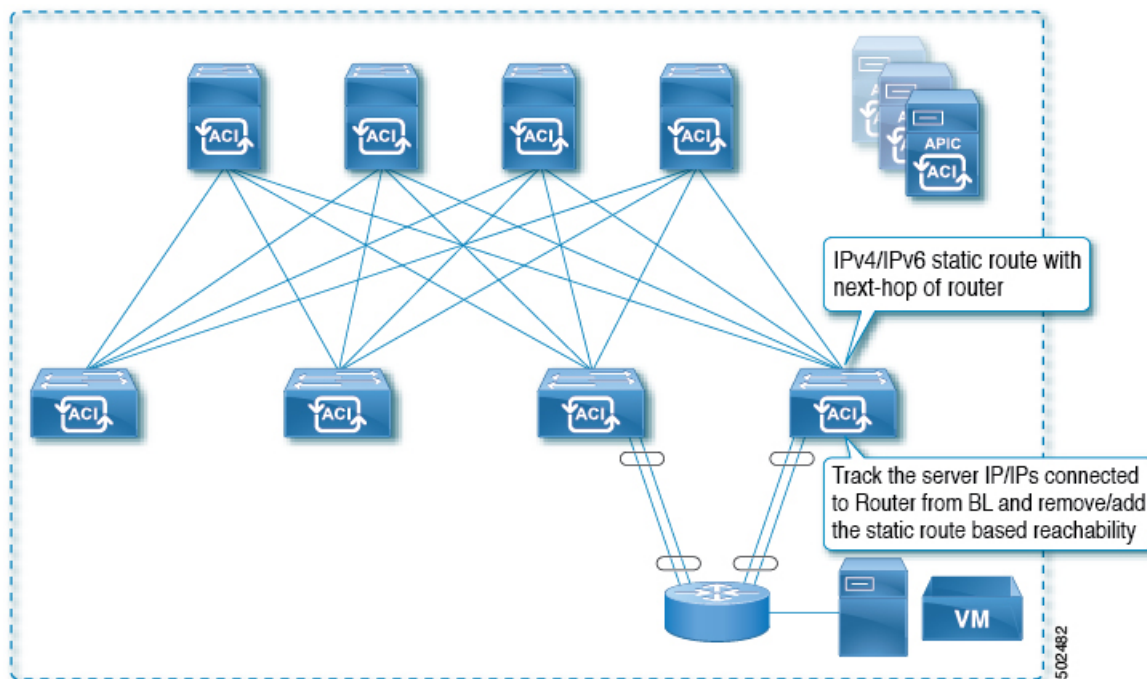 ACI
ACI
ACI
ACI
A
A
APIC
ACI
IPv4/IPv6 static route with
next-hop of router
ACI
ACI
ACI
ACI
Track the server IP/IPs connected
to Router from BL and remove/add
the static route based reachability
VM
502482